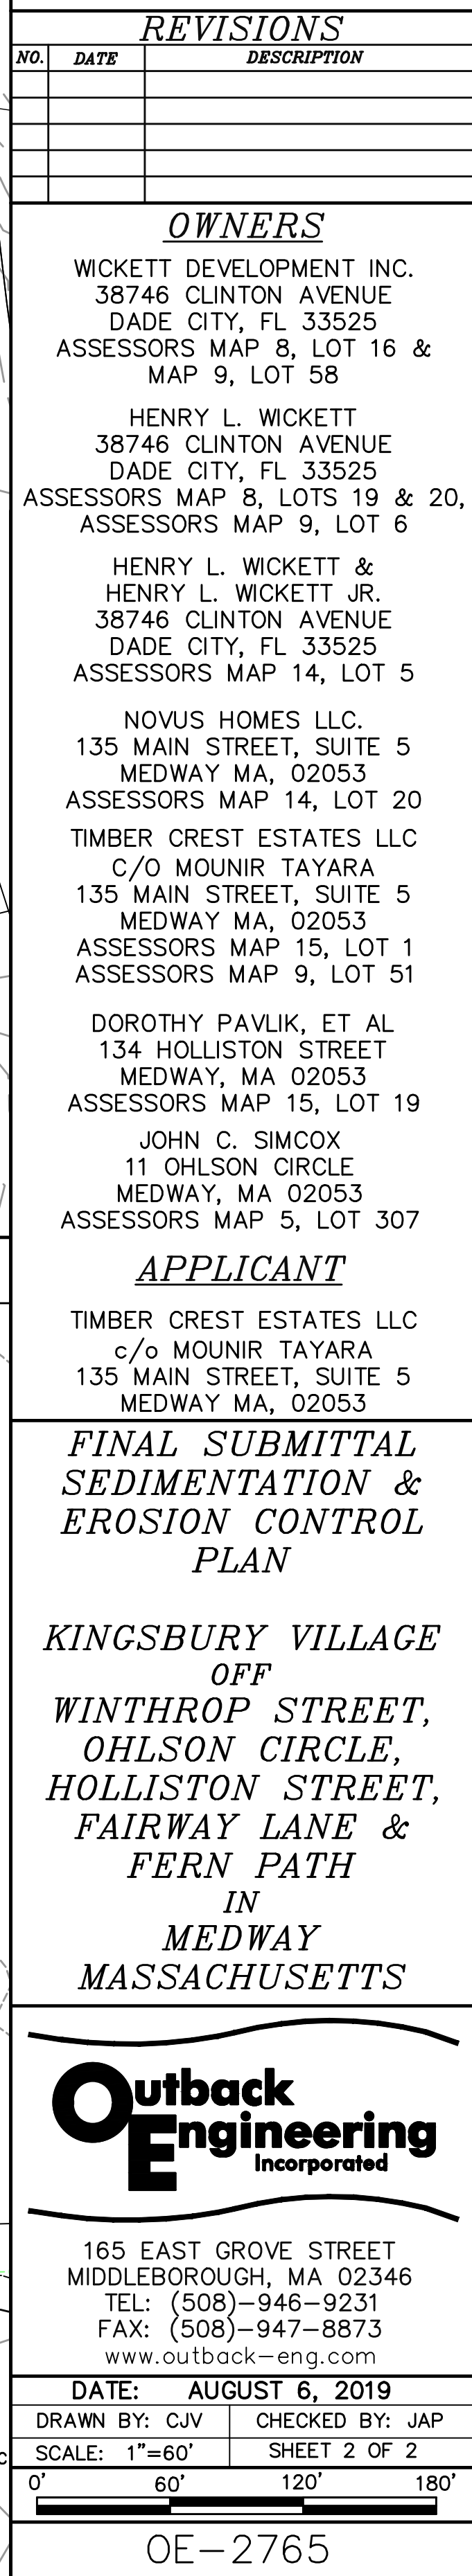 REVISIONS
NO. DATE DESCRIPTION
OWNERS
WICKETT DEVELOPMENT INC.
38746 CLINTON AVENUE
DADE CITY, FL 33525
ASSESSORS MAP 8, LOT 16 &
MAP 9, LOT 58
HENRY L. WICKETT
38746 CLINTON AVENUE
DADE CITY, FL 33525
ASSESSORS MAP 8, LOTS 19 & 20,
ASSESSORS MAP 9, LOT 6
HENRY L. WICKETT &
HENRY L. WICKETT JR.
38746 CLINTON AVENUE
DADE CITY, FL 33525
ASSESSORS MAP 14, LOT 5
NOVUS HOMES LLC.
135 MAIN STREET, SUITE 5
MEDWAY MA, 02053
ASSESSORS MAP 14, LOT 20
TIMBER CREST ESTATES LLC
C/O MOUNIR TAYARA
135 MAIN STREET, SUITE 5
MEDWAY MA, 02053
ASSESSORS MAP 15, LOT 1
ASSESSORS MAP 9, LOT 51
DOROTHY PAVLIK, ET AL
134 HOLLISTON STREET
MEDWAY, MA 02053
ASSESSORS MAP 15, LOT 19
JOHN C. SIMCOX
11 OHLSON CIRCLE
MEDWAY, MA 02053
ASSESSORS MAP 5, LOT 307
APPLICANT
TIMBER CREST ESTATES LLC
c/o MOUNIR TAYARA
135 MAIN STREET, SUITE 5
MEDWAY MA, 02053
FINAL SUBMITTAL
SEDIMENTATION &
EROSION CONTROL
PLAN
KINGSBURY VILLAGE
OFF
WINTHROP STREET,
OHLSON CIRCLE,
HOLLISTON STREET,
FAIRWAY LANE &
FERN PATH
IN
MEDWAY
MASSACHUSETTS
Outback
Engineering
Incorporated
165 EAST GROVE STREET
MIDDLEBOROUGH, MA 02346
TEL: (508)-946-9231
FAX: (508)-947-8873
www.outback-eng.com
DATE: AUGUST 6, 2019
DRAWN BY: CJV CHECKED BY: JAP
SCALE: 1"=60' SHEET 2 OF 2
0' 60' 120' 180'
OE-2765